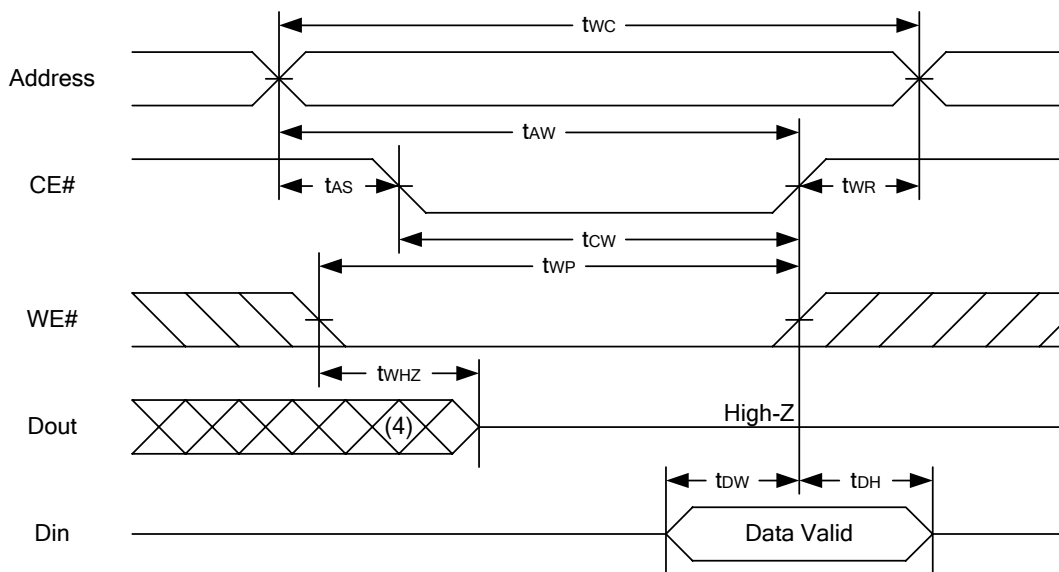 tWC
Address
tAW
CE#
tAS
tWR
tCW
tWP
WE#
tWHZ
Dout
(4)
High-Z
tDW
tDH
Din
Data Valid